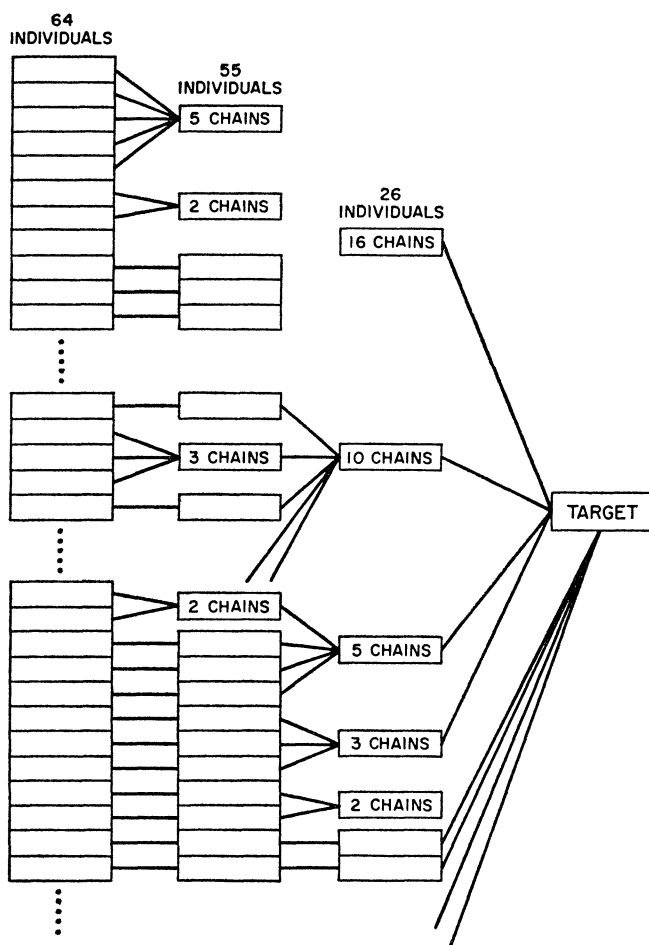 64
INDIVIDUALS
55
INDIVIDUALS
5 CHAINS
2 CHAINS
26
INDIVIDUALS
16 CHAINS
3 CHAINS
10 CHAINS
TARGET
2 CHAINS
5 CHAINS
3 CHAINS
2 CHAINS